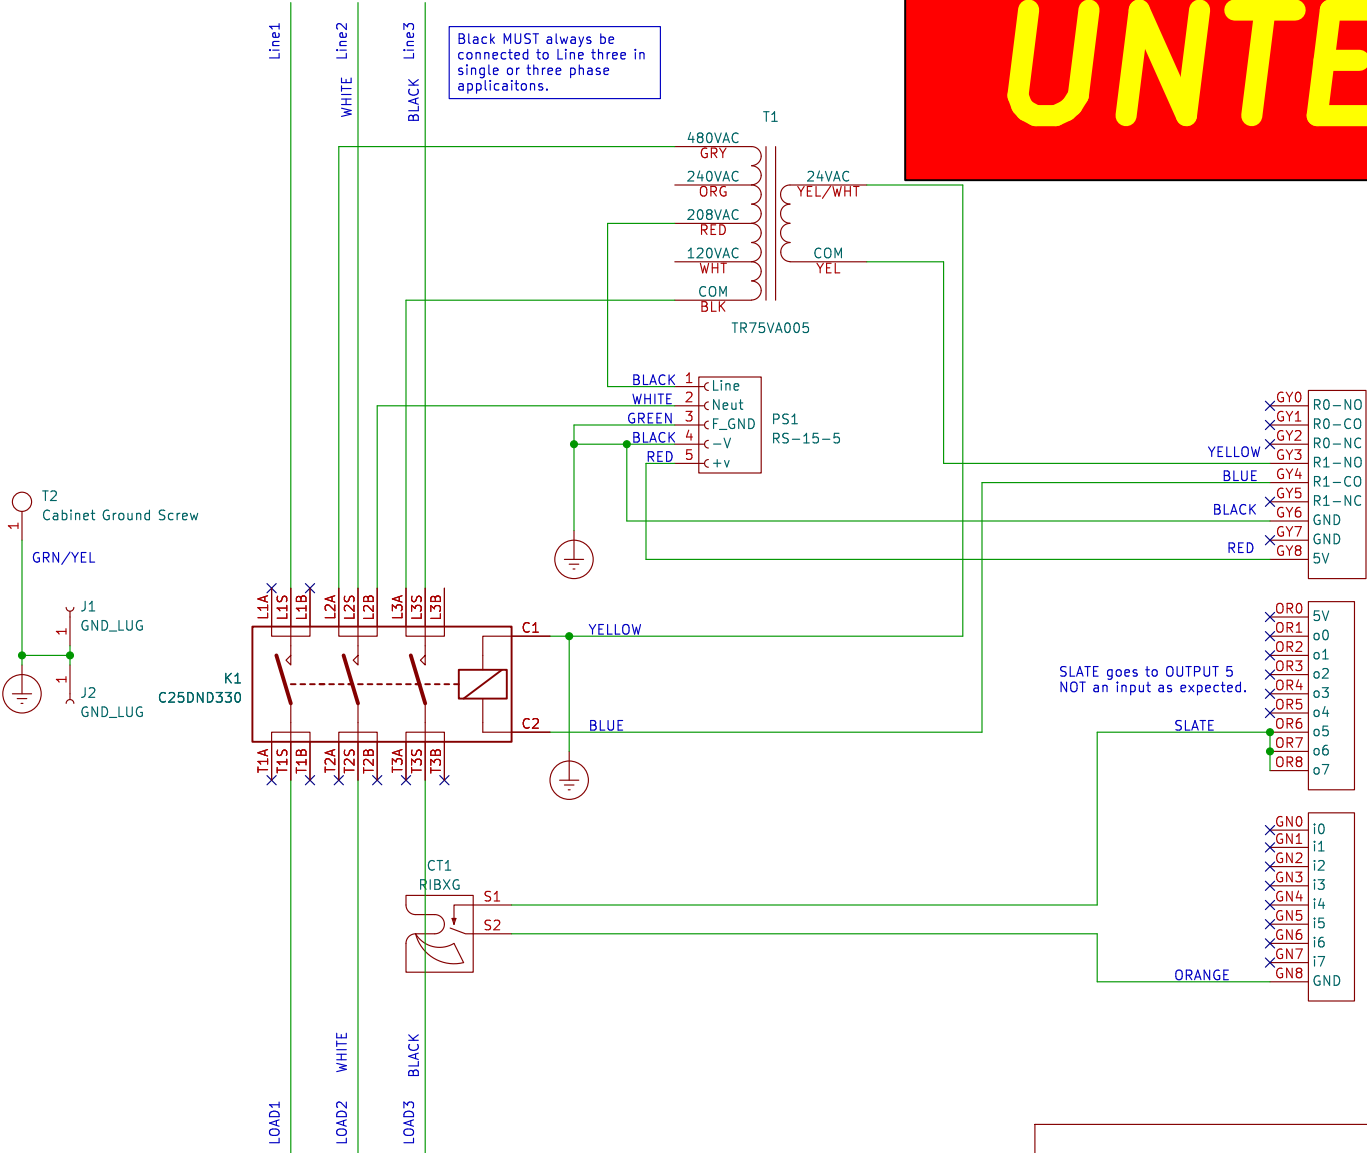 Line1
Line2
Line3
WHITE
BLACK
Black MUST always be
connected to Line three in
single or three phase
applicaitons.
T1
480VAC
GRY
240VAC
ORG
208VAC
RED
120VAC
WHT
COM
BLK
24VAC
YEL/WHT
COM
YEL
TR75VA005
BLACK 1 Line
WHITE 2 Neut
GREEN 3 F_GND
BLACK 4 -V
RED 5 +v
PS1
RS-15-5
T2
Cabinet Ground Screw
1
GRN/YEL
J1
GND_LUG
1
J2
GND_LUG
1
L1A L1S L1B L2A L2S L2B L3A L3S L3B
K1
C25DND330
C1
C2
T1A T1S T1B T2A T2S T2B T3A T3S T3B
YELLOW
BLUE
GY0 R0-NO
GY1 R0-CO
GY2 R0-NC
YELLOW GY3 R1-NO
BLUE GY4 R1-CO
GY5 R1-NC
BLACK GY6 GND
GY7 GND
RED GY8 5V
OR0 5V
OR1 o0
OR2 o1
OR3 o2
OR4 o3
OR5 o4
SLATE OR6 o5
OR7 o6
OR8 o7
SLATE goes to OUTPUT 5
NOT an input as expected.
GN0 i0
GN1 i1
GN2 i2
GN3 i3
GN4 i4
GN5 i5
GN6 i6
GN7 i7
ORANGE GN8 GND
CT1
RIBXG
S1
S2
WHITE
BLACK
LOAD1
LOAD2
LOAD3